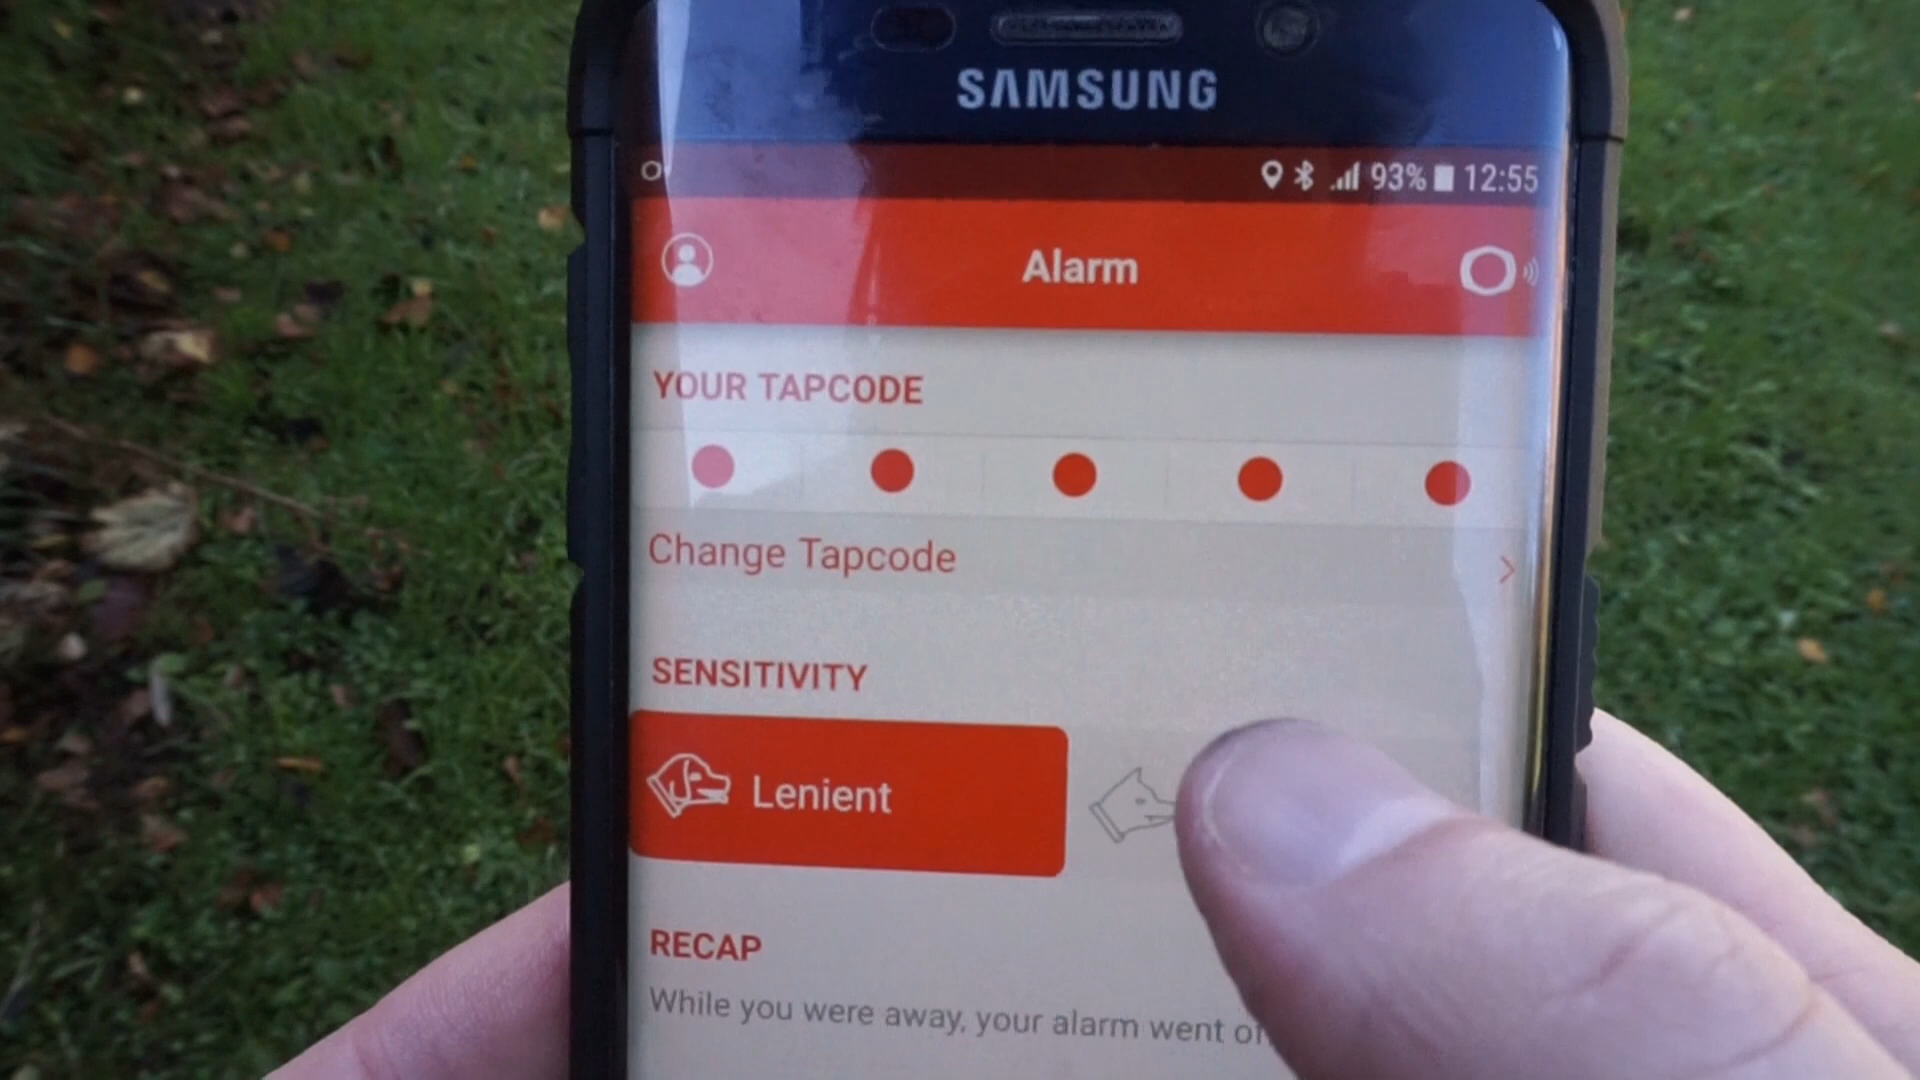 SAMSUNG
93% 12:55
Alarm
YOUR TAPCODE
Change Tapcode
SENSITIVITY
Lenient
RECAP
While you were away, your alarm went